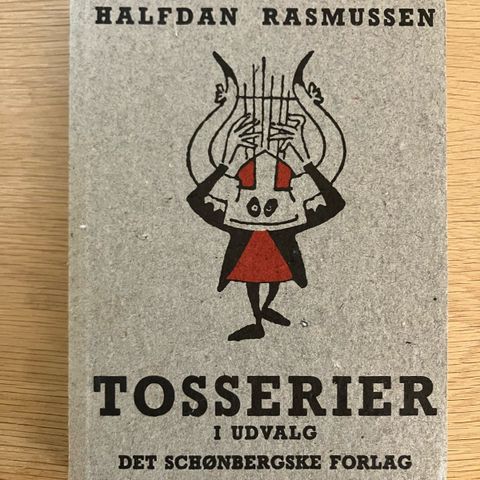 HALFDAN RASMUSSEN
TOSSERIER
I UDVALG
DET SCHØNBERGSKE FORLAG